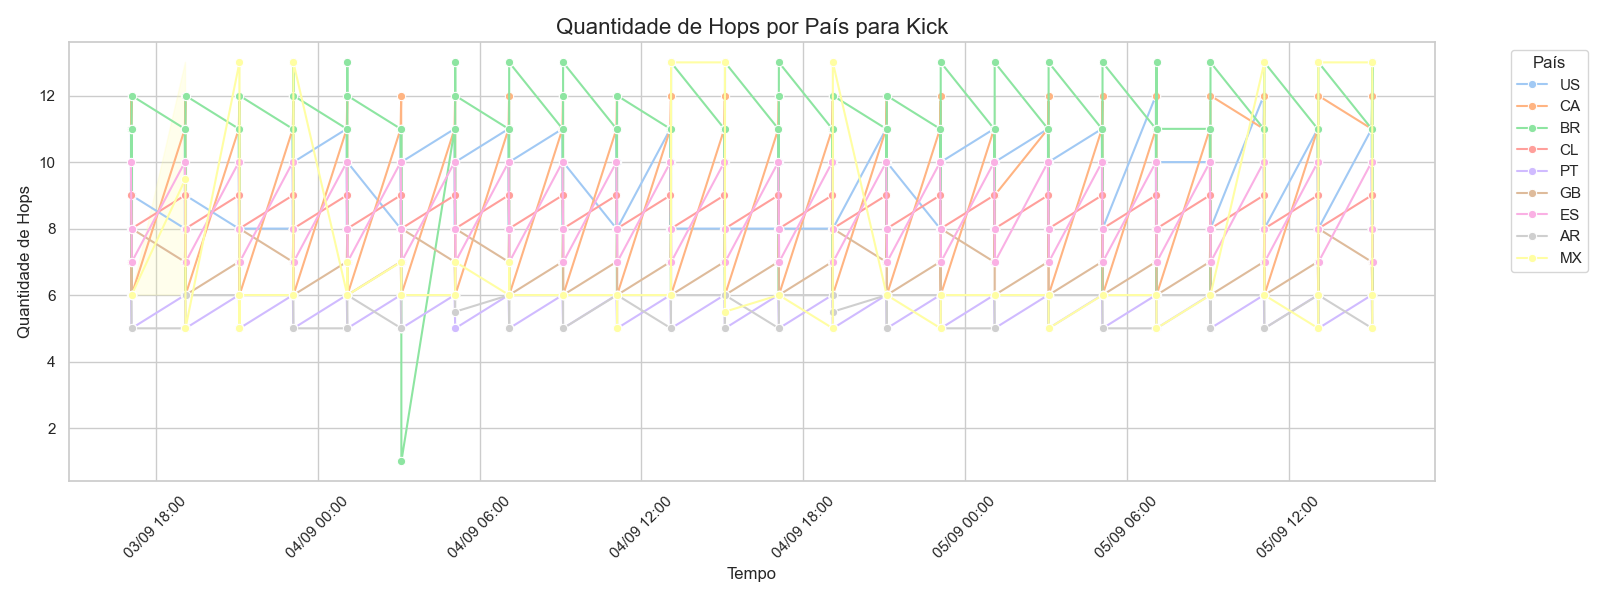 Quantidade de Hops por País para Kick
País
US
CA
BR
CL
PT
GB
ES
AR
MX
Quantidade de Hops
12
10
8
6
4
2
03/09 18:00
04/09 00:00
04/09 06:00
04/09 12:00
04/09 18:00
05/09 00:00
05/09 06:00
05/09 12:00
Tempo